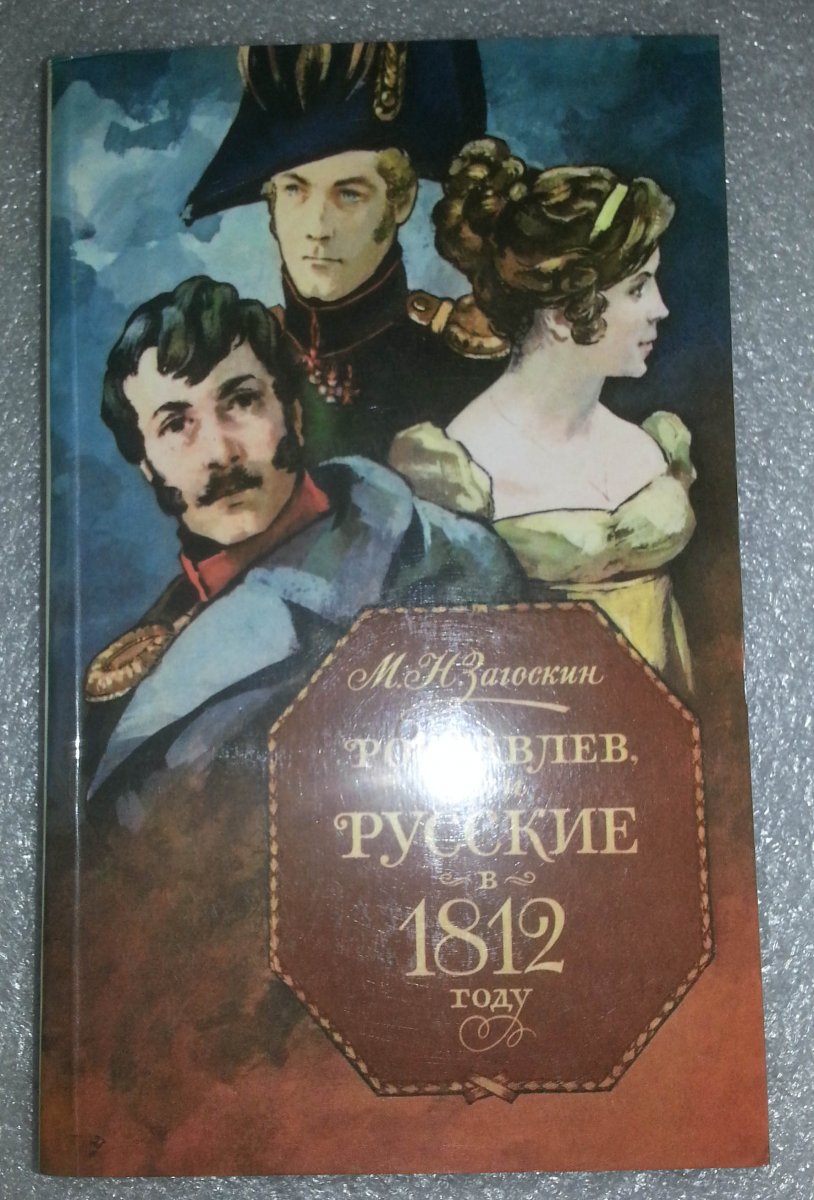 М.Н. Загоскин
РУССКИЕ
в
1812
году